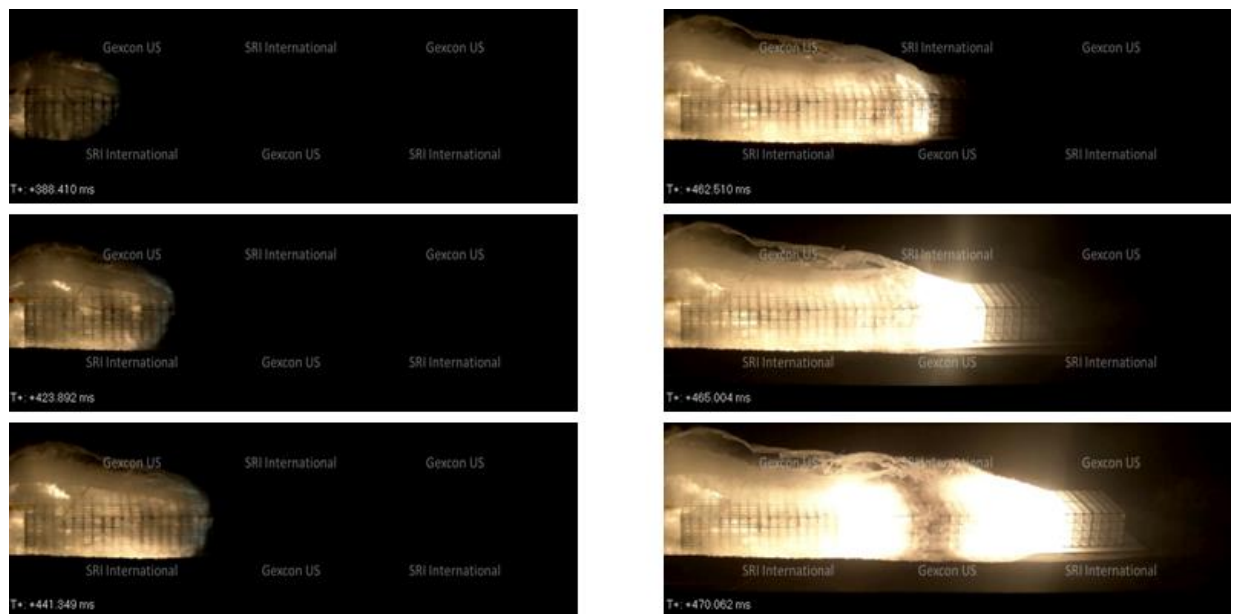 Gexcon US SRI International Gexcon US
SRI International Gexcon US SRI International
T+: +388.410 ms
Gexcon US SRI International Gexcon US
SRI International Gexcon US SRI International
T+: +423.892 ms
Gexcon US SRI International Gexcon US
SRI International Gexcon US SRI International
T+: +441.349 ms
Gexcon US SRI International Gexcon US
SRI International Gexcon US SRI International
T+: +462.510 ms
Gexcon US SRI International Gexcon US
SRI International Gexcon US SRI International
T+: +465.004 ms
Gexcon US SRI International Gexcon US
SRI International Gexcon US SRI International
T+: +470.062 ms